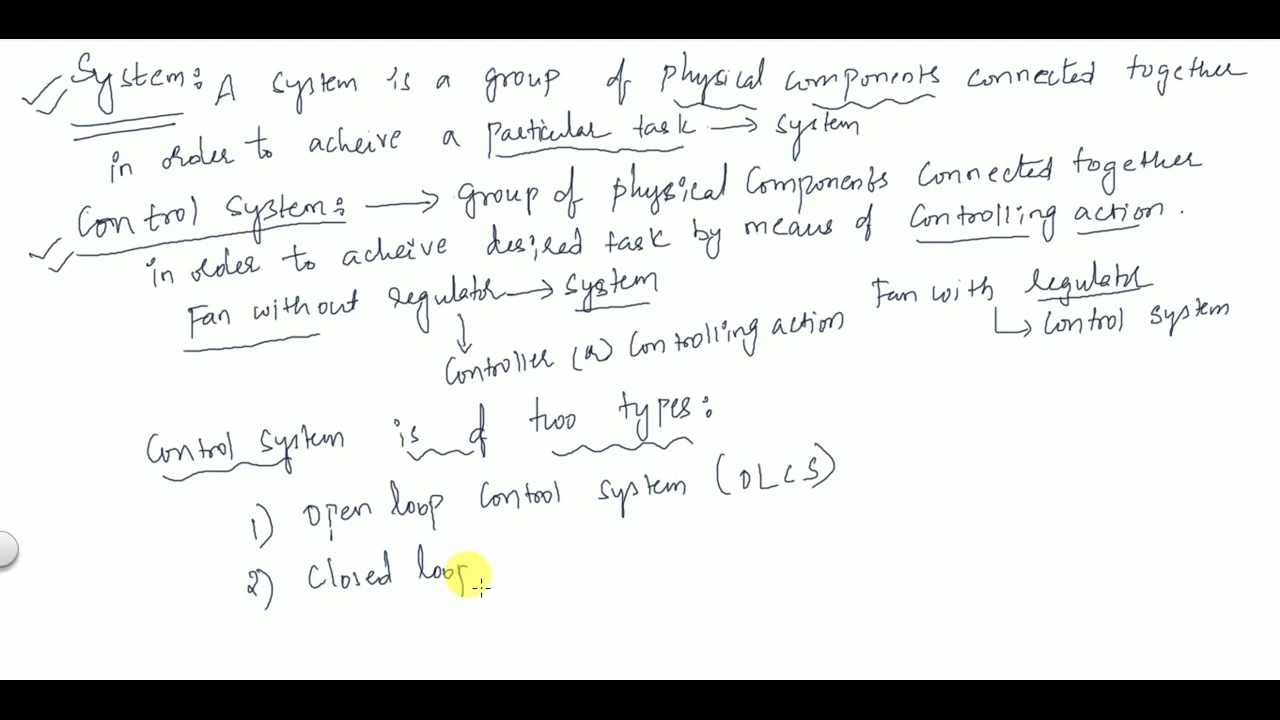 System: A system is a group of physical components connected together
in order to acheive a particular task → system
Control system: → group of physical components connected together
in order to acheive desired task by means of controlling action.
Fan without regulator → system
Fan with regulator
↓ Controller (or) controlling action
↳ control system
Control system is of two types:
1) Open loop control system (OLCS)
2) Closed loop